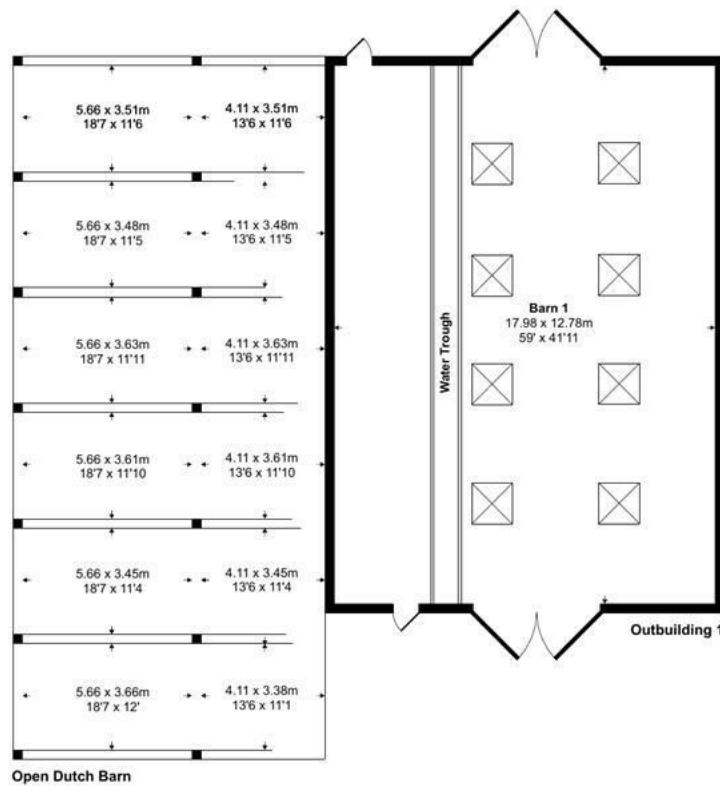 5.66 x 3.51m
18'7 x 11'6
4.11 x 3.51m
13'6 x 11'6
5.66 x 3.48m
18'7 x 11'5
4.11 x 3.48m
13'6 x 11'5
5.66 x 3.63m
18'7 x 11'11
4.11 x 3.63m
13'6 x 11'11
5.66 x 3.61m
18'7 x 11'10
4.11 x 3.61m
13'6 x 11'10
5.66 x 3.45m
18'7 x 11'4
4.11 x 3.45m
13'6 x 11'4
5.66 x 3.66m
18'7 x 12'
4.11 x 3.38m
13'6 x 11'1
Open Dutch Barn
Water Trough
Barn 1
17.98 x 12.78m
59' x 41'11
Outbuilding 1